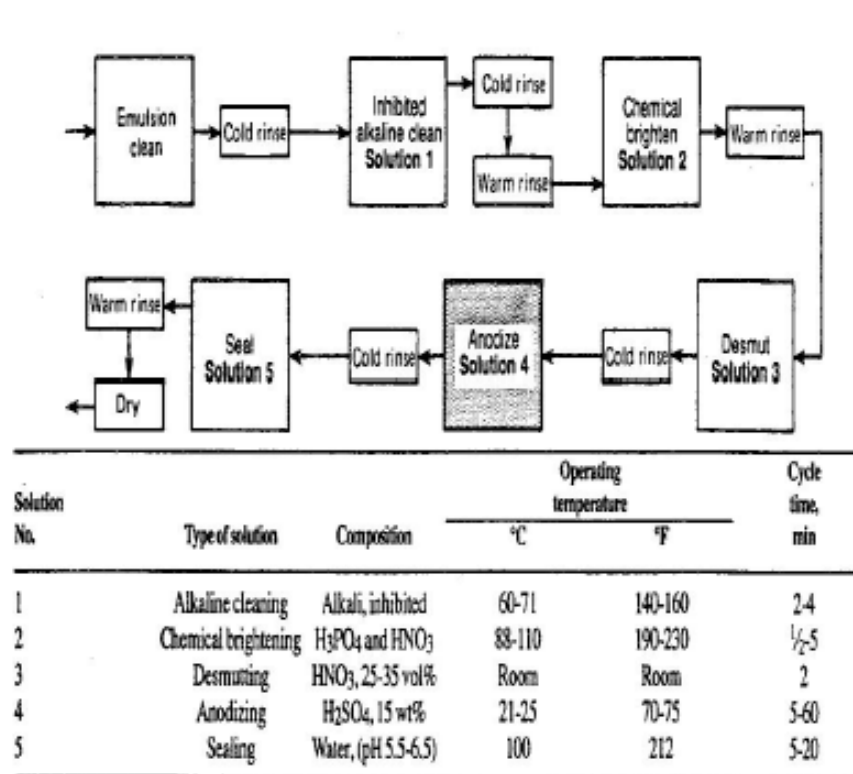 Emulsion
clean
Cold rinse
Inhibited
alkaline clean
Solution 1
Cold rinse
Warm rinse
Chemical
brighten
Solution 2
Warm rinse
Desmut
Solution 3
Cold rinse
Anodize
Solution 4
Cold rinse
Seal
Solution 5
Warm rinse
Dry
Operating Cycle
Solution temperature time,
No. Type of solution Composition °C °F min
1 Alkaline cleaning Alkali, inhibited 60-71 140-160 2-4
2 Chemical brightening H3PO4 and HNO3 88-110 190-230 ½-5
3 Desmutting HNO3, 25-35 vol% Room Room 2
4 Anodizing H2SO4, 15 wt% 21-25 70-75 5-60
5 Sealing Water, (pH 5.5-6.5) 100 212 5-20